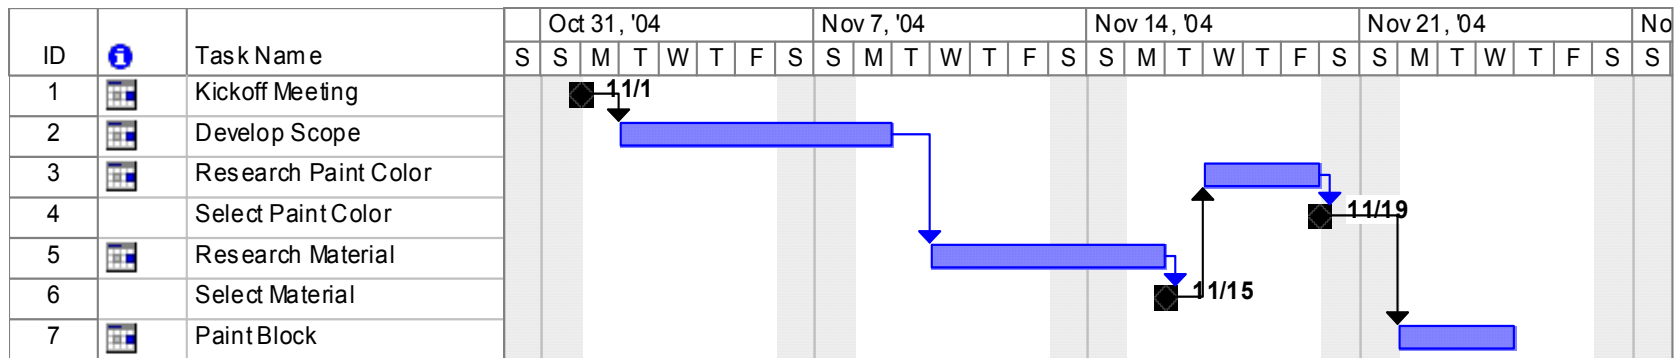 Oct 31, '04 Nov 7, '04 Nov 14, '04 Nov 21, '04 No
ID i Task Name S S M T W T F S S M T W T F S S M T W T F S S M T W T F S S
1 Kickoff Meeting 11/1
2 Develop Scope
3 Research Paint Color
4 Select Paint Color 11/19
5 Research Material
6 Select Material 11/15
7 Paint Block